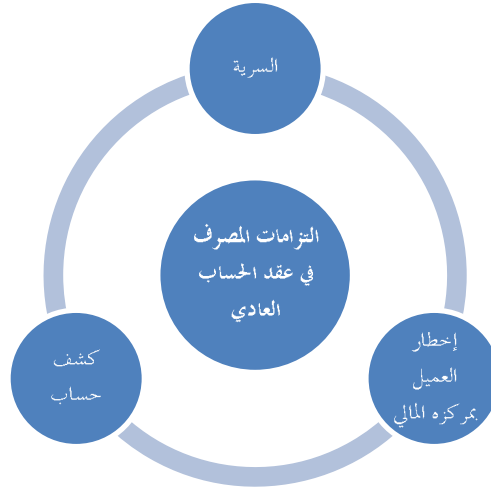 السرية
التزامات المصرف
في عقد الحساب
العادي
إخطار
العميل
بمركزه المالي
كشف
حساب